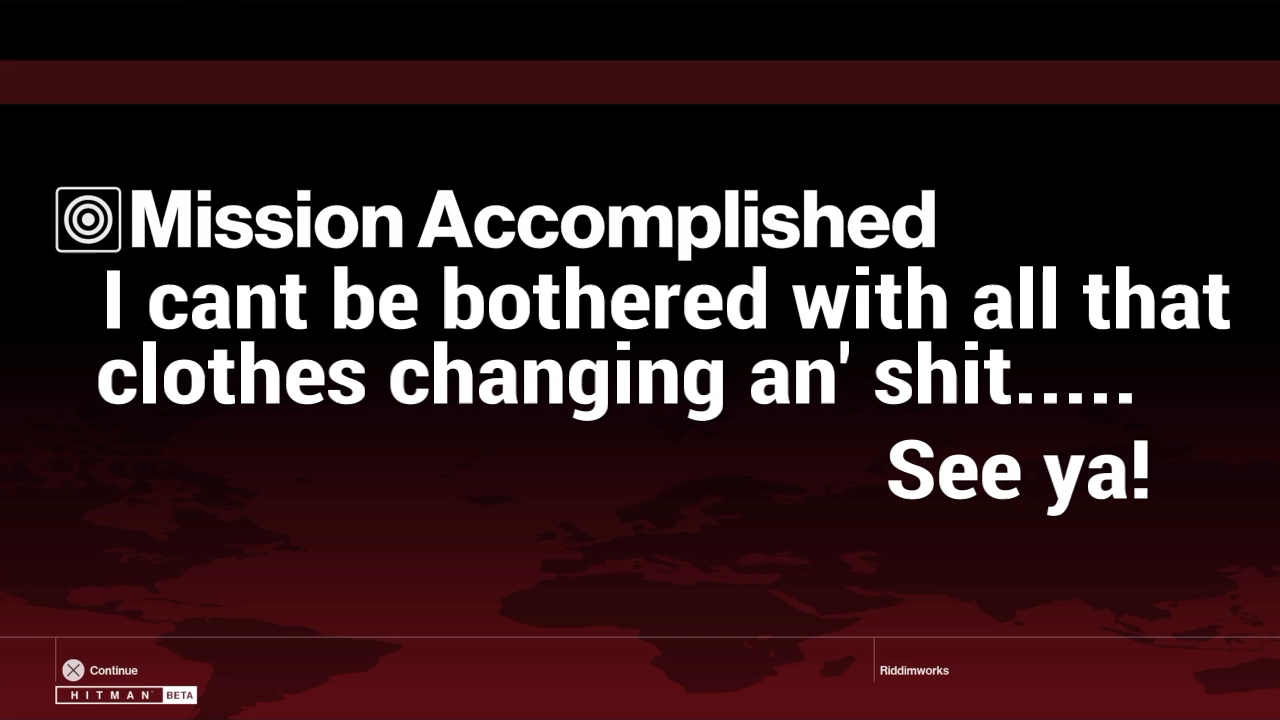 Mission Accomplished
I cant be bothered with all that
clothes changing an' shit.....
See ya!
Continue
Riddimworks
HITMAN BETA